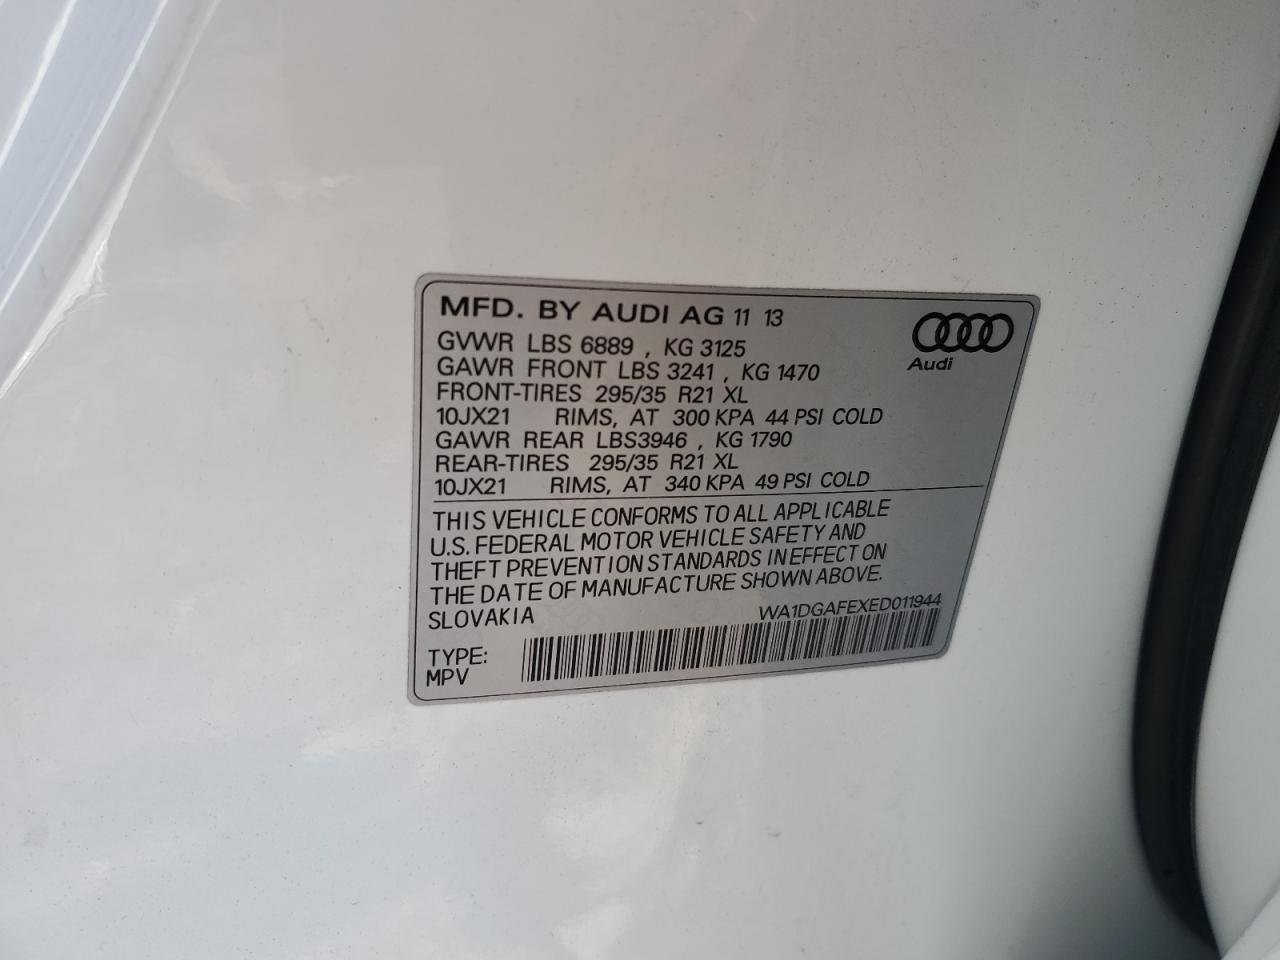 MFD. BY AUDI AG 11 13
GVWR LBS 6889 , KG 3125
GAWR FRONT LBS 3241 , KG 1470
FRONT-TIRES 295/35 R21 XL
10JX21 RIMS, AT 300 KPA 44 PSI COLD
GAWR REAR LBS3946 , KG 1790
REAR-TIRES 295/35 R21 XL
10JX21 RIMS, AT 340 KPA 49 PSI COLD
Audi
THIS VEHICLE CONFORMS TO ALL APPLICABLE
U.S. FEDERAL MOTOR VEHICLE SAFETY AND
THEFT PREVENTION STANDARDS IN EFFECT ON
THE DATE OF MANUFACTURE SHOWN ABOVE.
SLOVAKIA WA1DGAFEXED011944
TYPE:
MPV